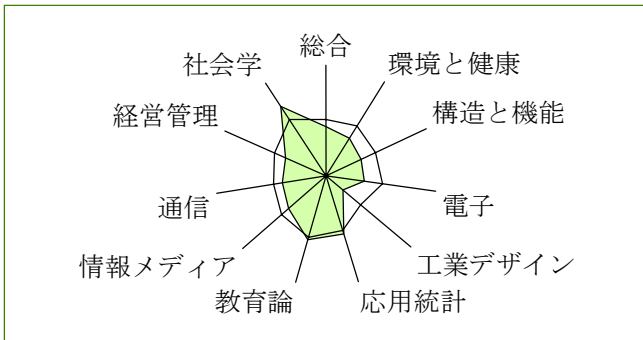 総合
環境と健康
構造と機能
電子
工業デザイン
応用統計
教育論
情報メディア
通信
経営管理
社会学